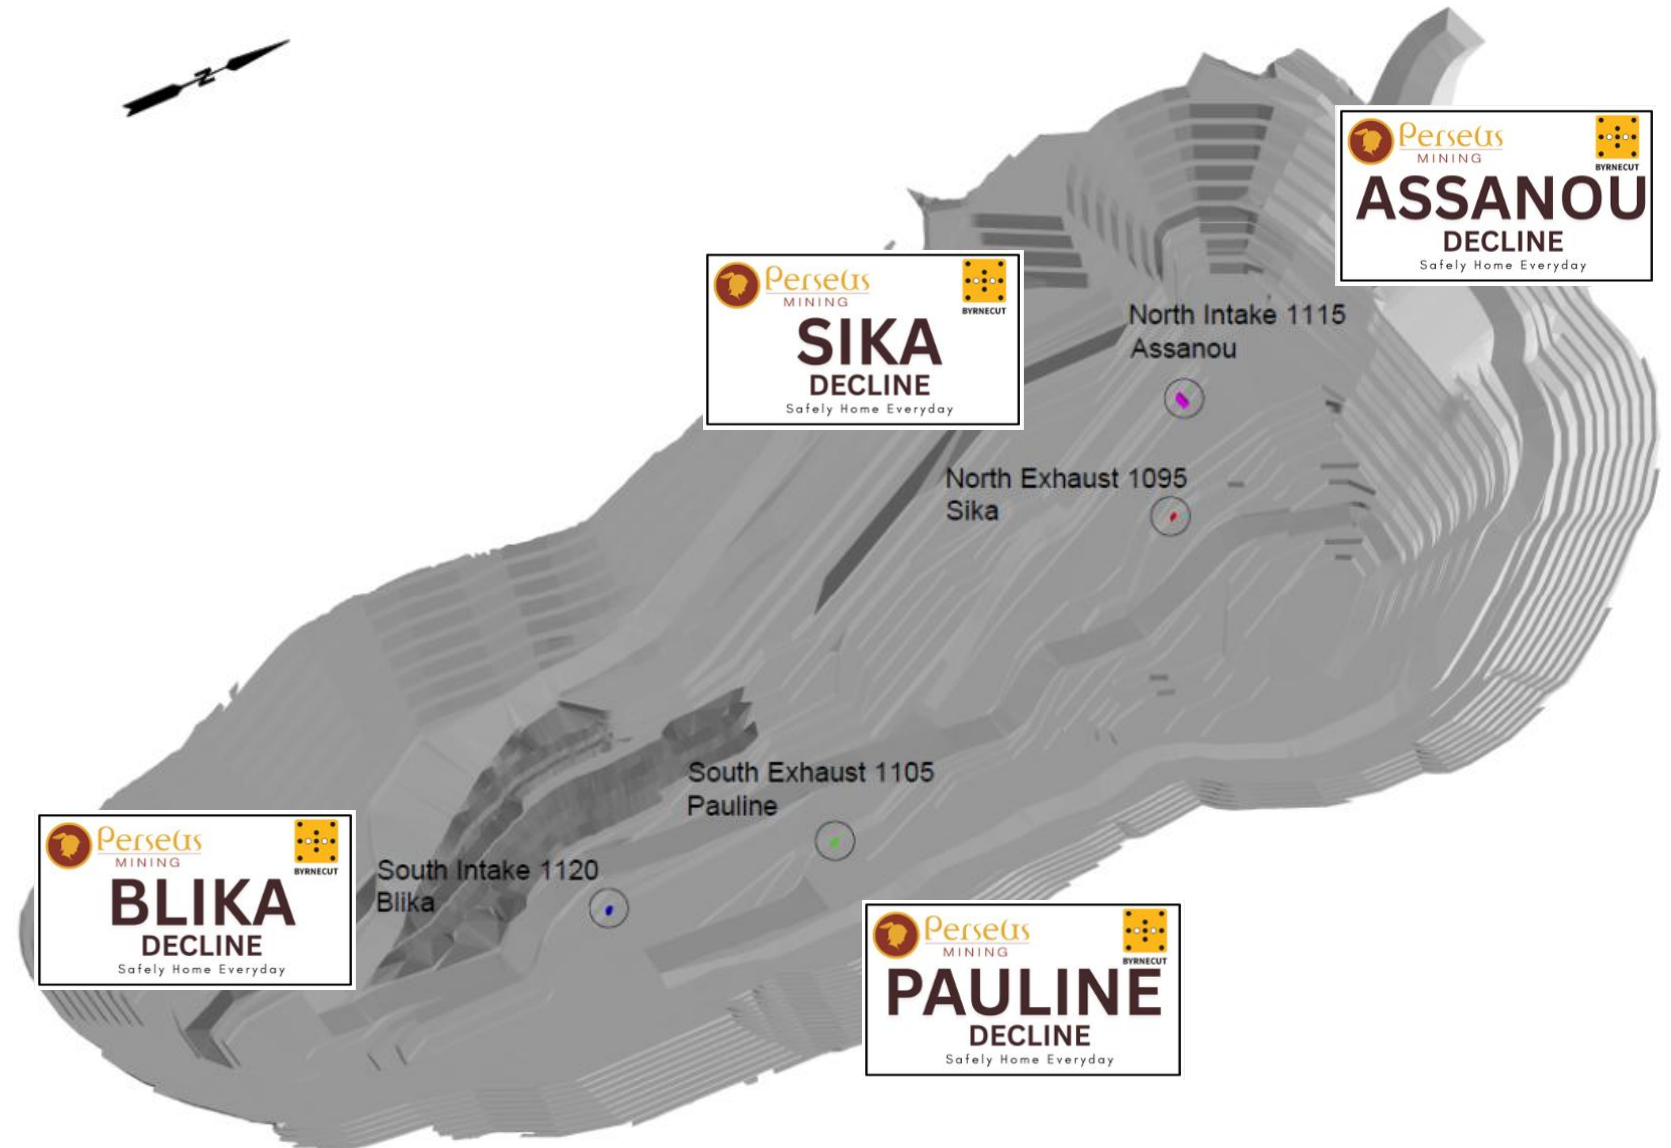 N
Perseus
MINING
BYRNECUT
ASSANOU
DECLINE
Safely Home Everyday
Perseus
MINING
BYRNECUT
SIKA
DECLINE
Safely Home Everyday
North Intake 1115
Assanou
North Exhaust 1095
Sika
South Exhaust 1105
Pauline
Perseus
MINING
BYRNECUT
BLIKA
DECLINE
Safely Home Everyday
South Intake 1120
Blika
Perseus
MINING
BYRNECUT
PAULINE
DECLINE
Safely Home Everyday